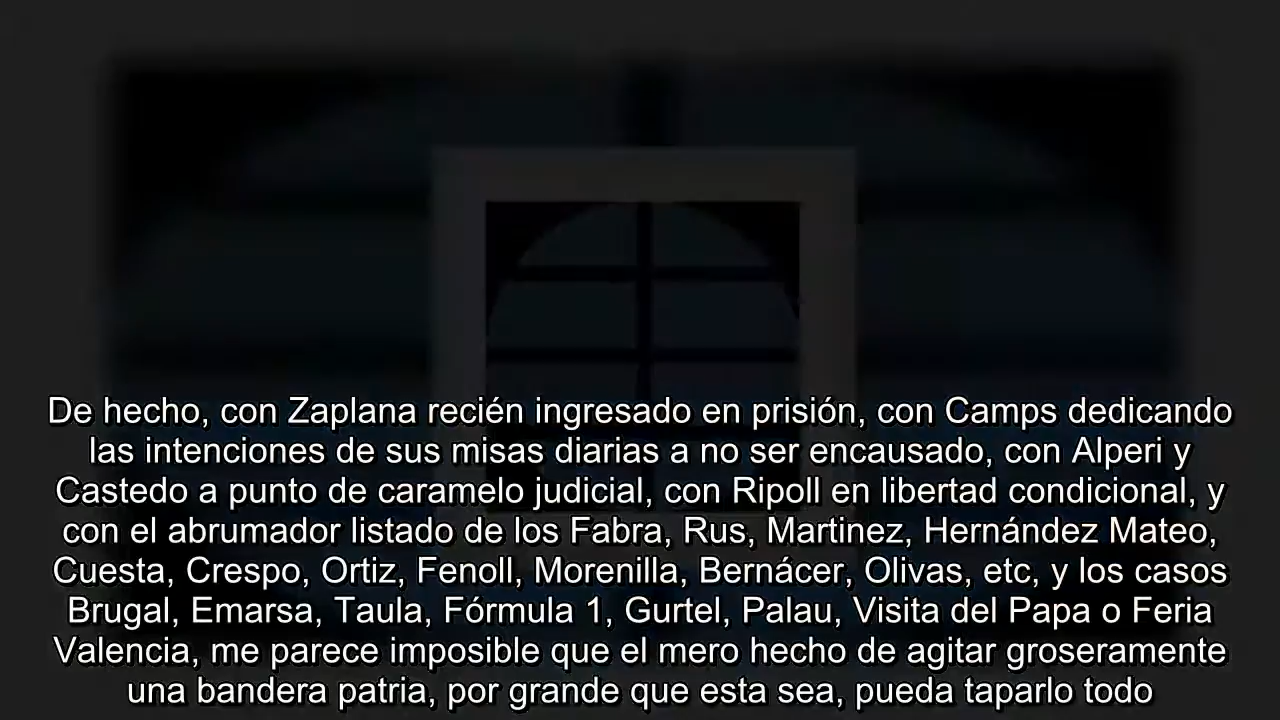 De hecho, con Zaplana recién ingresado en prisión, con Camps dedicando
las intenciones de sus misas diarias a no ser encausado, con Alperi y
Castedo a punto de caramelo judicial, con Ripoll en libertad condicional, y
con el abrumador listado de los Fabra, Rus, Martinez, Hernández Mateo,
Cuesta, Crespo, Ortiz, Fenoll, Morenilla, Bernácer, Olivas, etc, y los casos
Brugal, Emarsa, Taula, Fórmula 1, Gurtel, Palau, Visita del Papa o Feria
Valencia, me parece imposible que el mero hecho de agitar groseramente
una bandera patria, por grande que esta sea, pueda taparlo todo